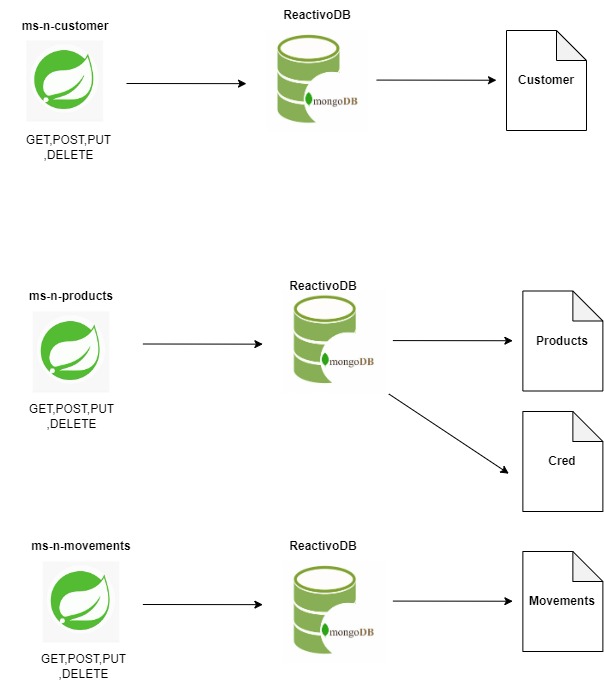 ReactivoDB
ms-n-customer
mongoDB
Customer
GET,POST,PUT
,DELETE
ReactivoDB
ms-n-products
mongoDB
Products
GET,POST,PUT
,DELETE
Cred
ms-n-movements
ReactivoDB
mongoDB
Movements
GET,POST,PUT
,DELETE